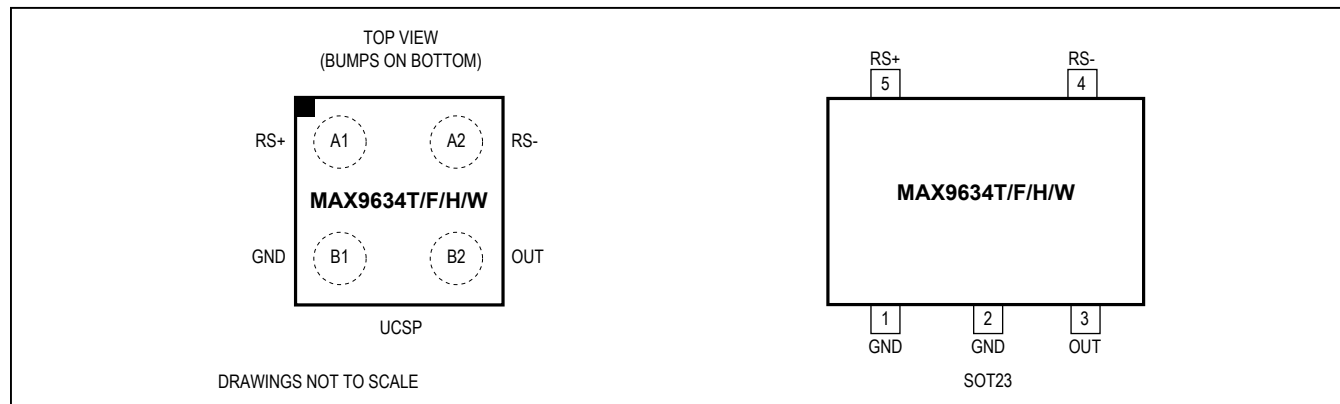 TOP VIEW
(BUMPS ON BOTTOM)
RS+ A1 A2 RS-
MAX9634T/F/H/W
GND B1 B2 OUT
UCSP
DRAWINGS NOT TO SCALE
RS+ RS-
5 4
MAX9634T/F/H/W
1 2 3
GND GND OUT
SOT23